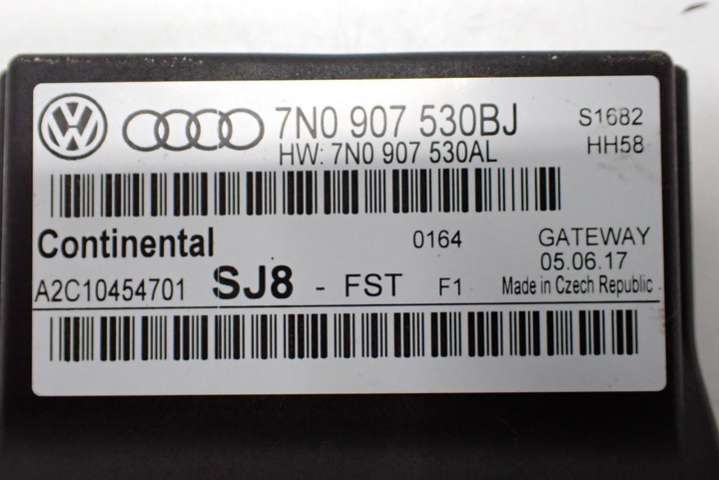 7N0 907 530BJ S1682
HW: 7N0 907 530AL HH58
Continental 0164 GATEWAY
05.06.17
A2C10454701 SJ8 - FST F1 Made in Czech Republic